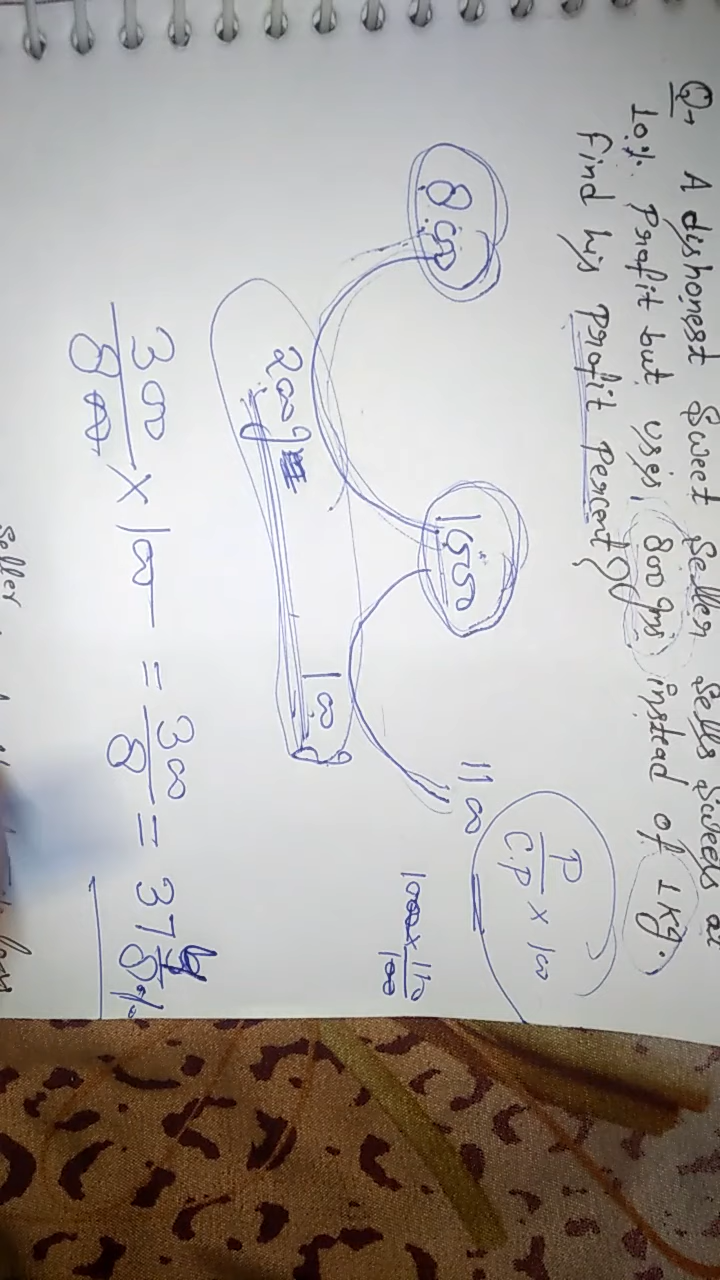 Q→ A dishonest Sweet Seller Sells Sweets at
10% Profit but uses 800 gms instead of 1 kg.
find his Profit Percent?
P/C.P × 100
800 1000 1100
1000 × 110/100
200 g 100 g
300/800 × 100 = 300/8 = 37 4/8 %
Seller